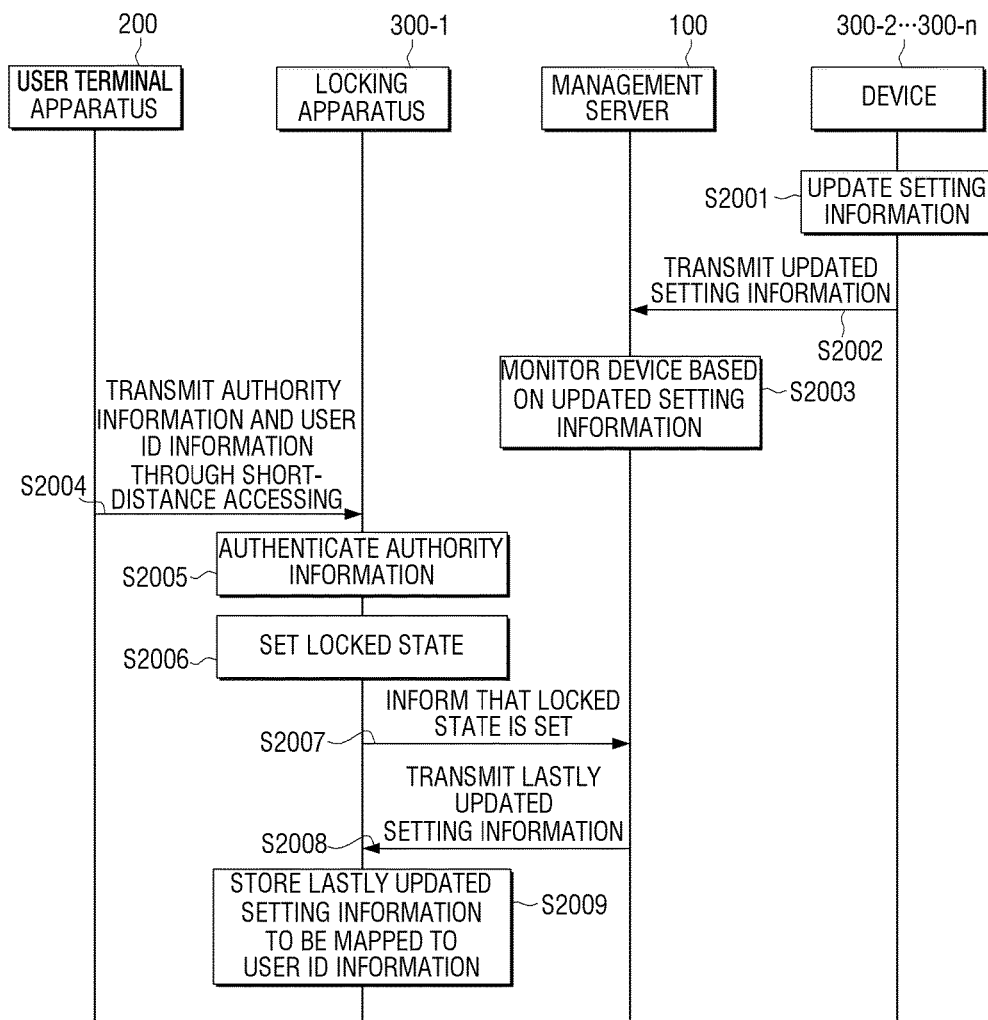 200
300-1
100
300-2···300-n
USER TERMINAL
APPARATUS
LOCKING
APPARATUS
MANAGEMENT
SERVER
DEVICE
S2001
UPDATE SETTING
INFORMATION
TRANSMIT UPDATED
SETTING INFORMATION
S2002
MONITOR DEVICE BASED
ON UPDATED SETTING
INFORMATION
S2003
TRANSMIT AUTHORITY
INFORMATION AND USER
ID INFORMATION
THROUGH SHORT-
DISTANCE ACCESSING
S2004
AUTHENTICATE AUTHORITY
INFORMATION
S2005
SET LOCKED STATE
S2006
INFORM THAT LOCKED
STATE IS SET
S2007
TRANSMIT LASTLY
UPDATED
SETTING INFORMATION
S2008
STORE LASTLY UPDATED
SETTING INFORMATION
TO BE MAPPED TO
USER ID INFORMATION
S2009